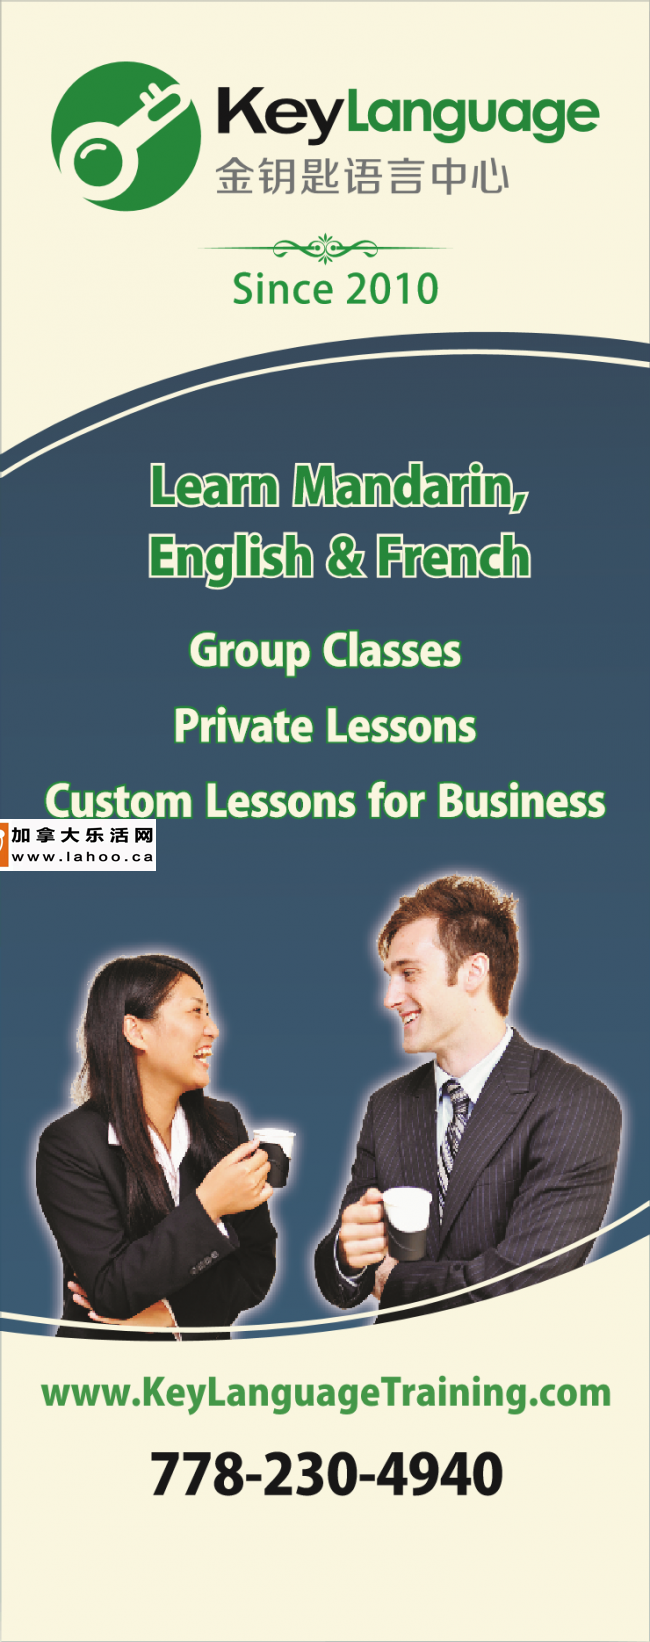 KeyLanguage
金钥匙语言中心
Since 2010
Learn Mandarin,
English & French
Group Classes
Private Lessons
Custom Lessons for Business
加拿大乐活网
www.lahoo.ca
www.KeyLanguageTraining.com
778-230-4940